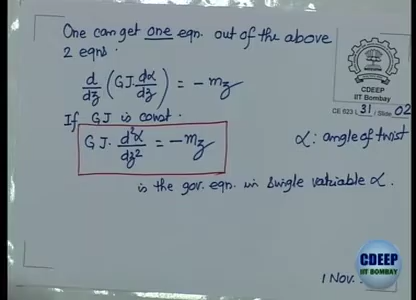 One can get one eqn. out of the above
2 eqns.
d/dz (GJ. dα/dz) = - mz
If GJ is const.
GJ. d²α/dz² = - mz
α: angle of twist
is the gov. eqn. in single variable α.
CDEEP
IIT Bombay
CE 623 L 31 / Slide 02
CDEEP
IIT BOMBAY
1 Nov.